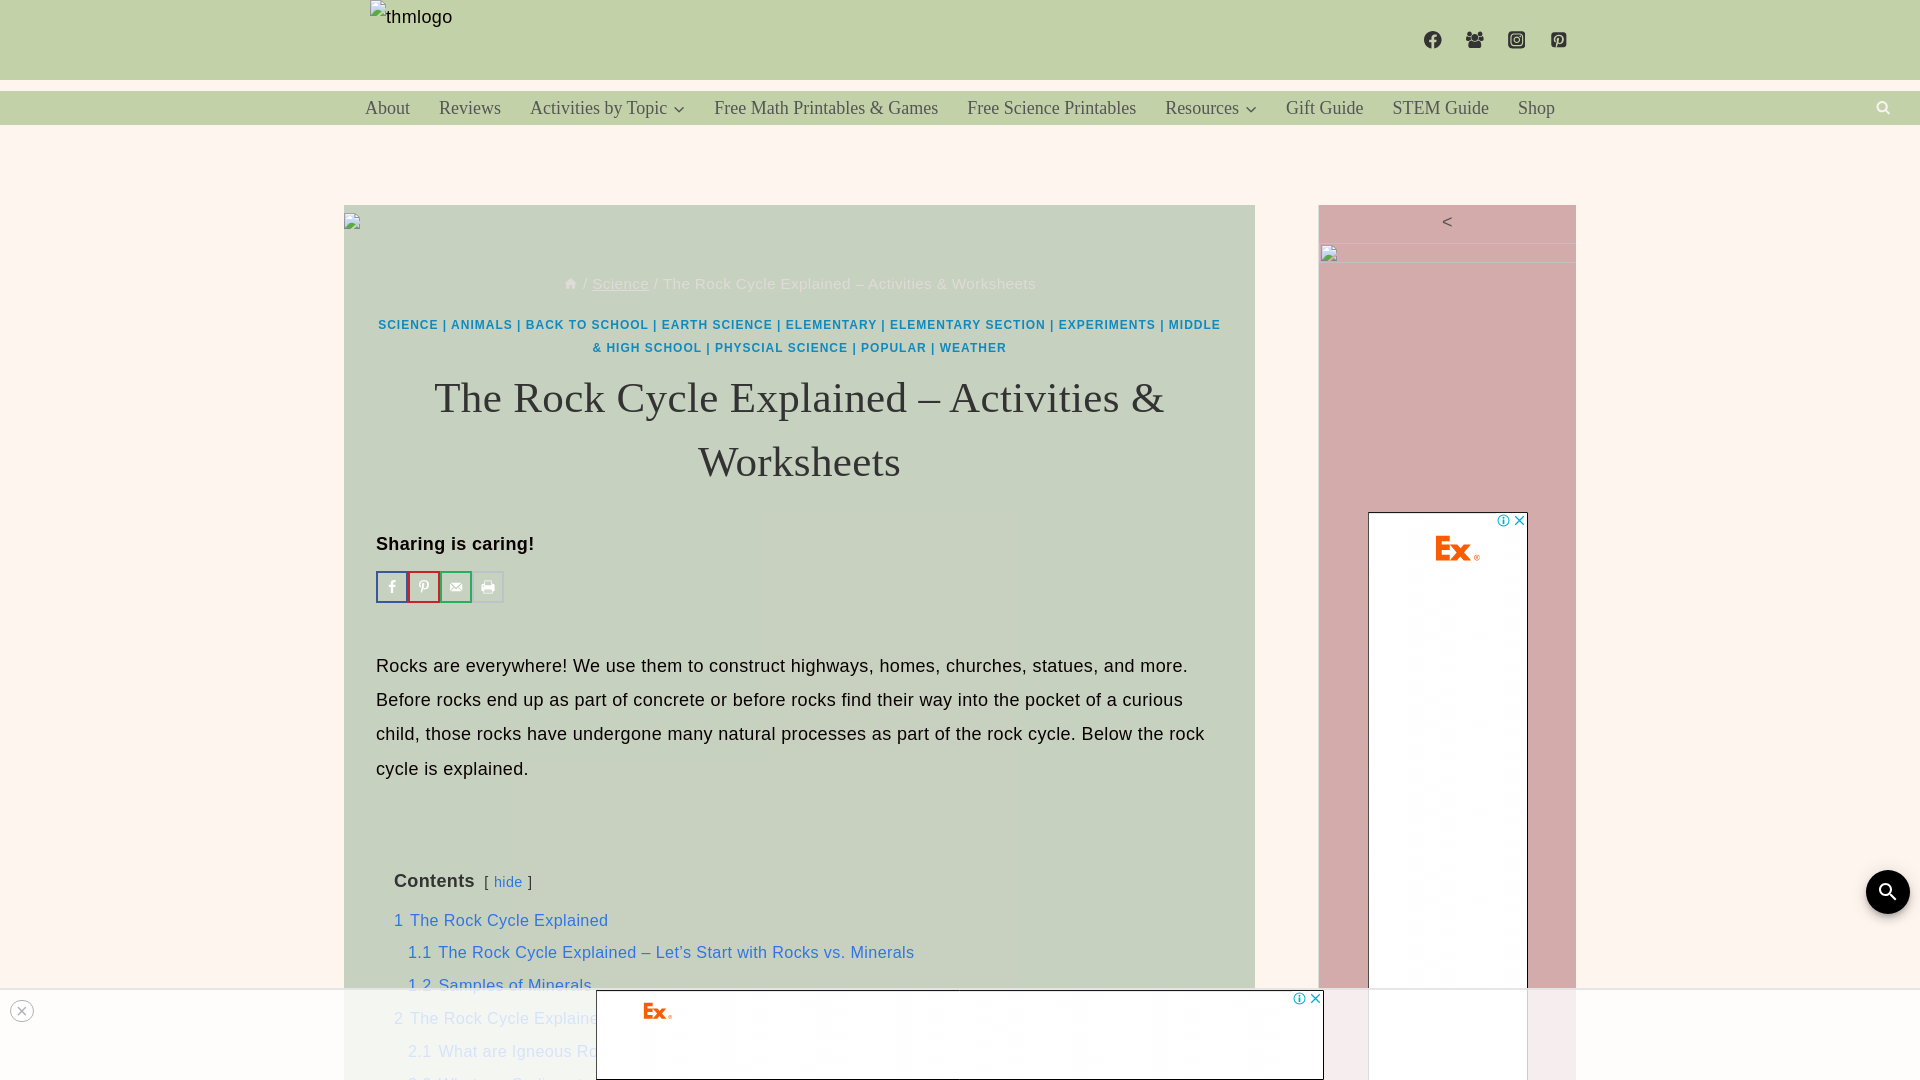 thmlogo
About Reviews Activities by Topic Free Math Printables & Games Free Science Printables Resources Gift Guide STEM Guide Shop
<
/ Science / The Rock Cycle Explained – Activities & Worksheets
SCIENCE | ANIMALS | BACK TO SCHOOL | EARTH SCIENCE | ELEMENTARY | ELEMENTARY SECTION | EXPERIMENTS | MIDDLE
& HIGH SCHOOL | PHYSCIAL SCIENCE | POPULAR | WEATHER
The Rock Cycle Explained – Activities &
Worksheets
Sharing is caring!
Ex®
Rocks are everywhere! We use them to construct highways, homes, churches, statues, and more.
Before rocks end up as part of concrete or before rocks find their way into the pocket of a curious
child, those rocks have undergone many natural processes as part of the rock cycle. Below the rock
cycle is explained.
Contents [ hide ]
1 The Rock Cycle Explained
1.1 The Rock Cycle Explained – Let's Start with Rocks vs. Minerals
1.2 Samples of Minerals
2 The Rock Cycle Explaine
2.1 What are Igneous Ro
Ex®